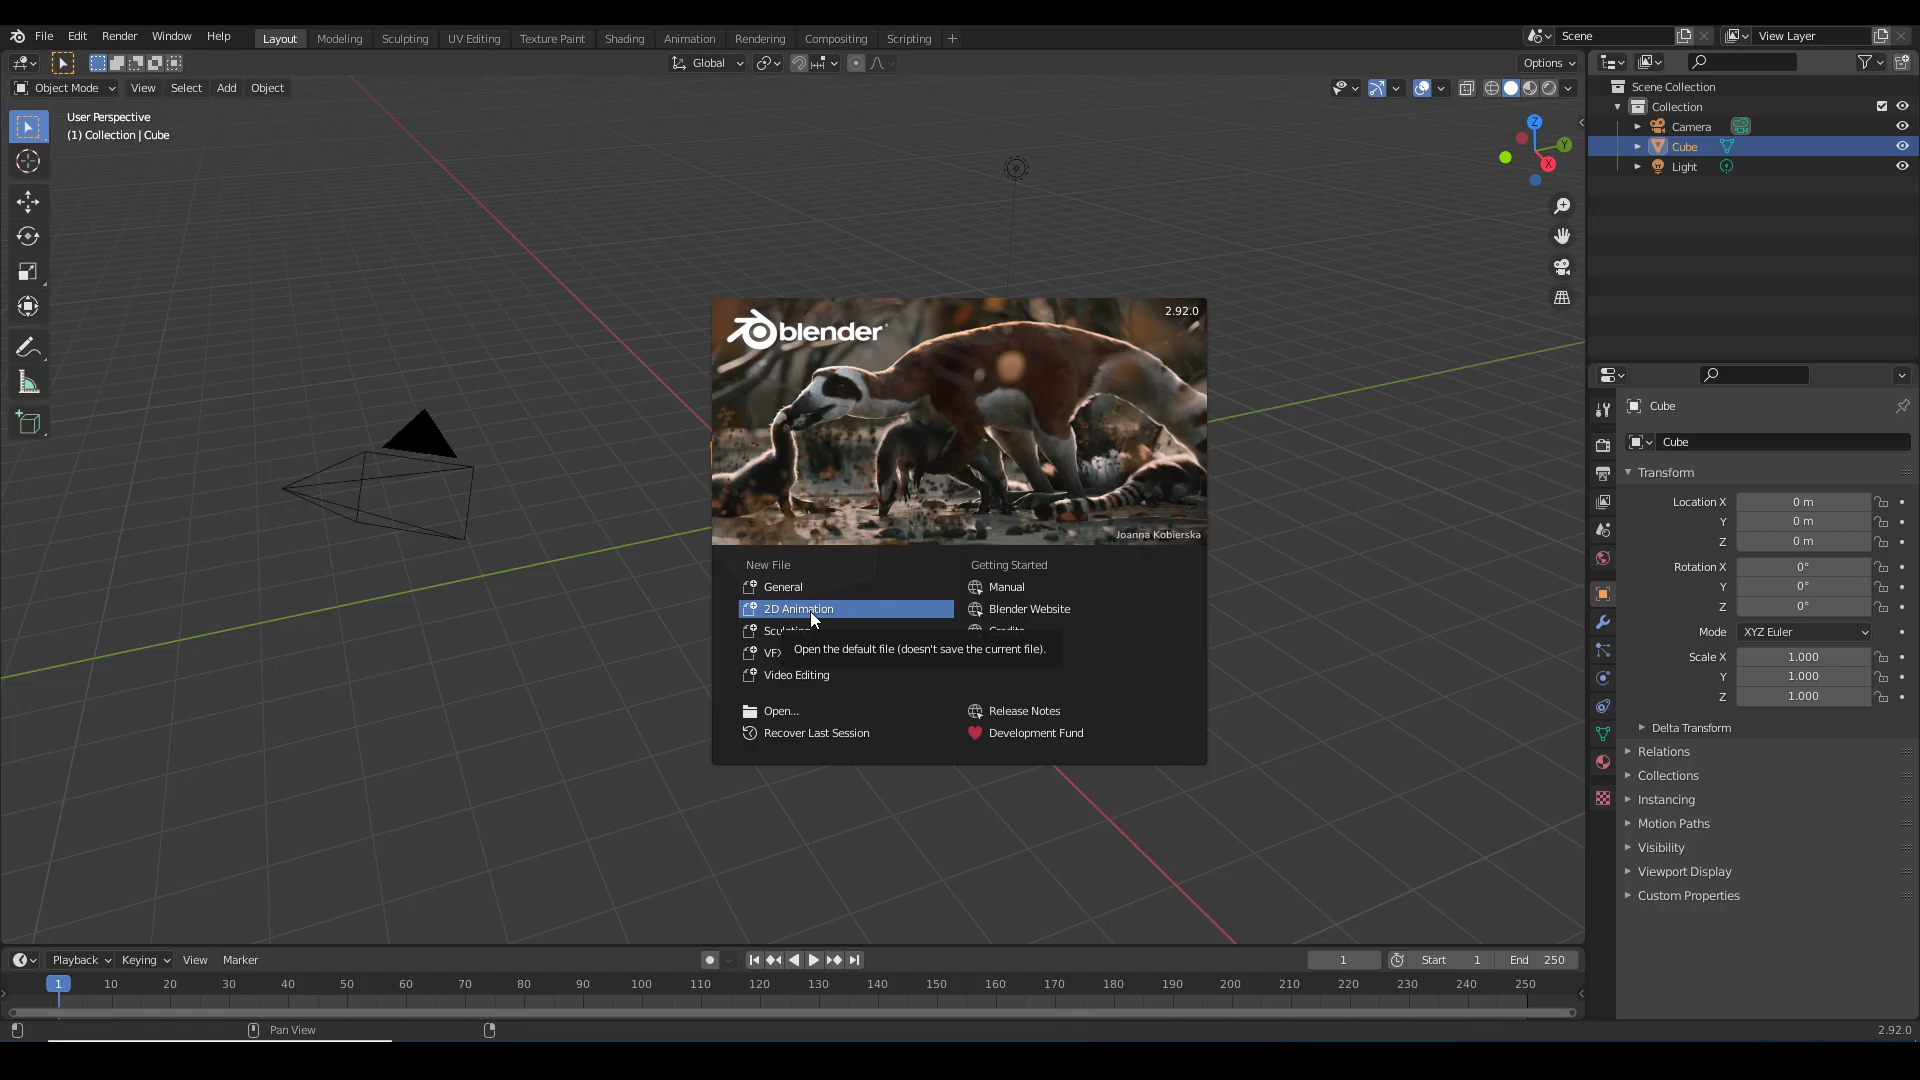 File Edit Render Window Help Layout Modeling Sculpting UV Editing Texture Paint Shading Animation Rendering Compositing Scripting + Scene View Layer
Global Options
Object Mode View Select Add Object
User Perspective
(1) Collection | Cube
Z
Y
X
Scene Collection
Collection
Camera
Cube
Light
blender
2.92.0
Joanna Kobierska
New File
General
2D Animation
VFX
Video Editing
Open...
Recover Last Session
Getting Started
Manual
Blender Website
Credits
Open the default file (doesn't save the current file).
Release Notes
Development Fund
Cube
Cube
Transform
Location X 0 m
Y 0 m
Z 0 m
Rotation X 0°
Y 0°
Z 0°
Mode XYZ Euler
Scale X 1.000
Y 1.000
Z 1.000
Delta Transform
Relations
Collections
Instancing
Motion Paths
Visibility
Viewport Display
Custom Properties
Playback Keying View Marker 1 Start 1 End 250
1 10 20 30 40 50 60 70 80 90 100 110 120 130 140 150 160 170 180 190 200 210 220 230 240 250
Pan View 2.92.0